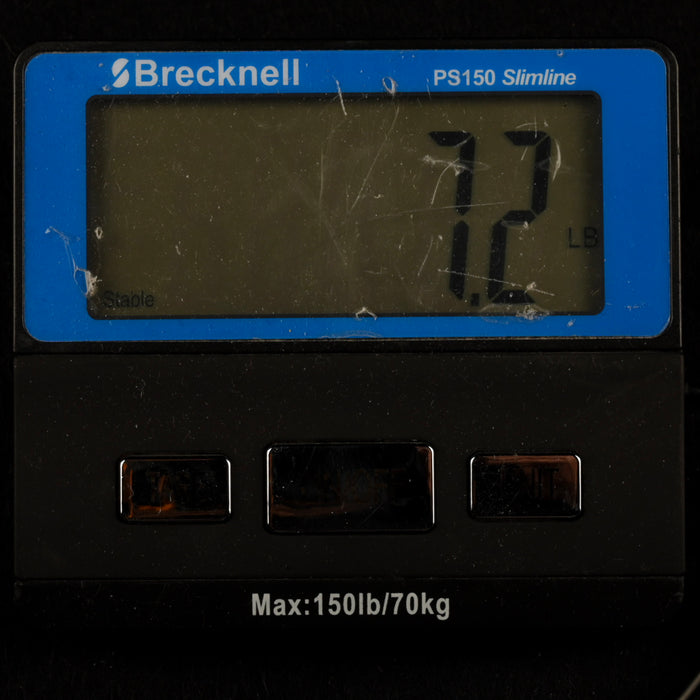 Brecknell PS150 Slimline
7.2 LB
Stable
Max:150lb/70kg